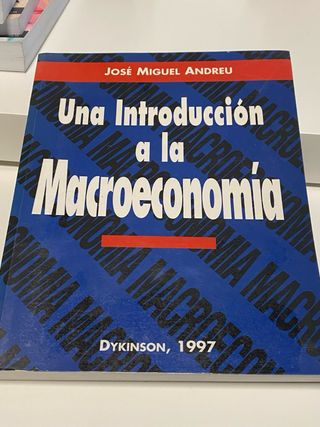 José Miguel Andreu
Una Introducción
a la
Macroeconomía
Dykinson, 1997